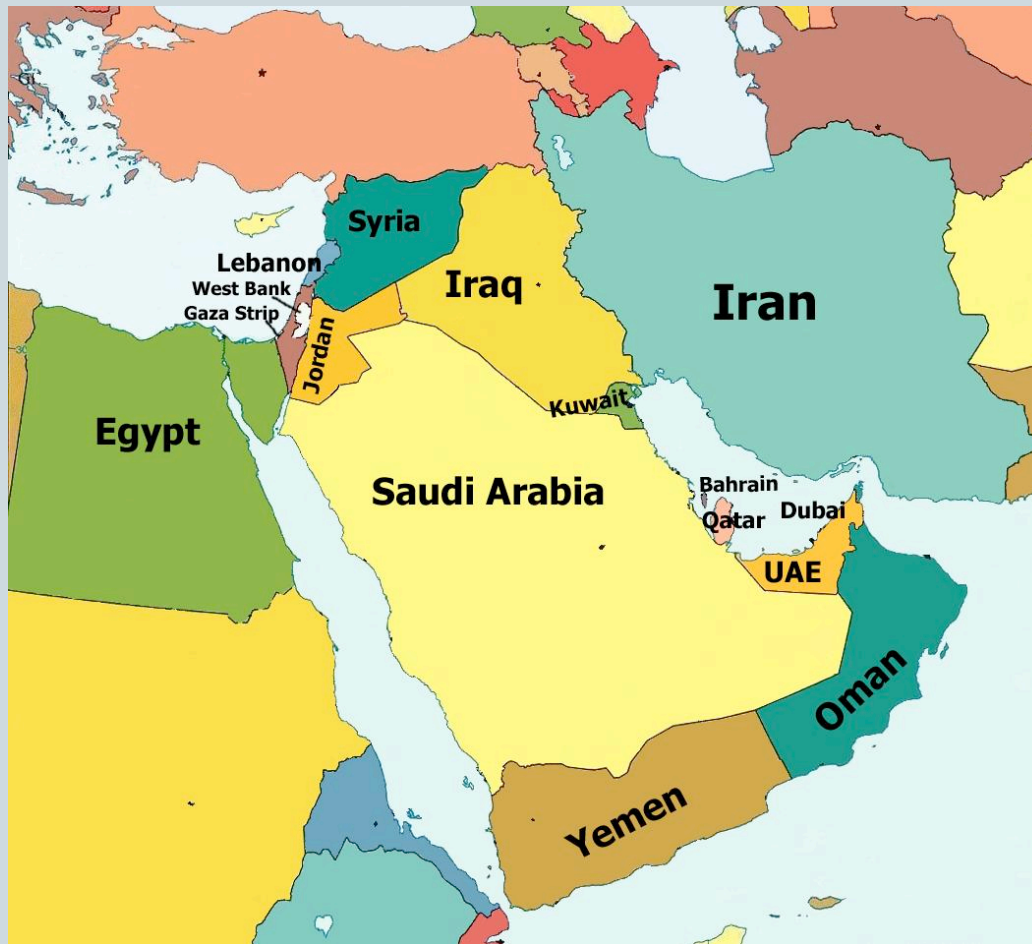 Syria
Lebanon
West Bank
Gaza Strip
Iraq
Iran
Jordan
Kuwait
Egypt
Saudi Arabia
Bahrain
Qatar
Dubai
UAE
Oman
Yemen